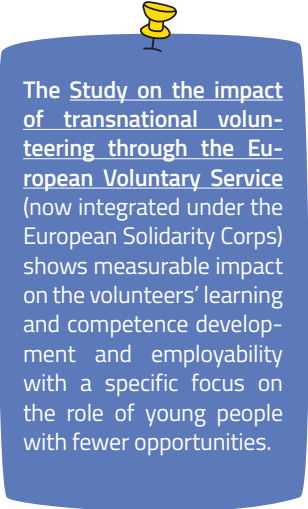 The Study on the impact
of transnational volun-
teering through the Eu-
ropean Voluntary Service
(now integrated under the
European Solidarity Corps)
shows measurable impact
on the volunteers’ learning
and competence develop-
ment and employability
with a specific focus on
the role of young people
with fewer opportunities.